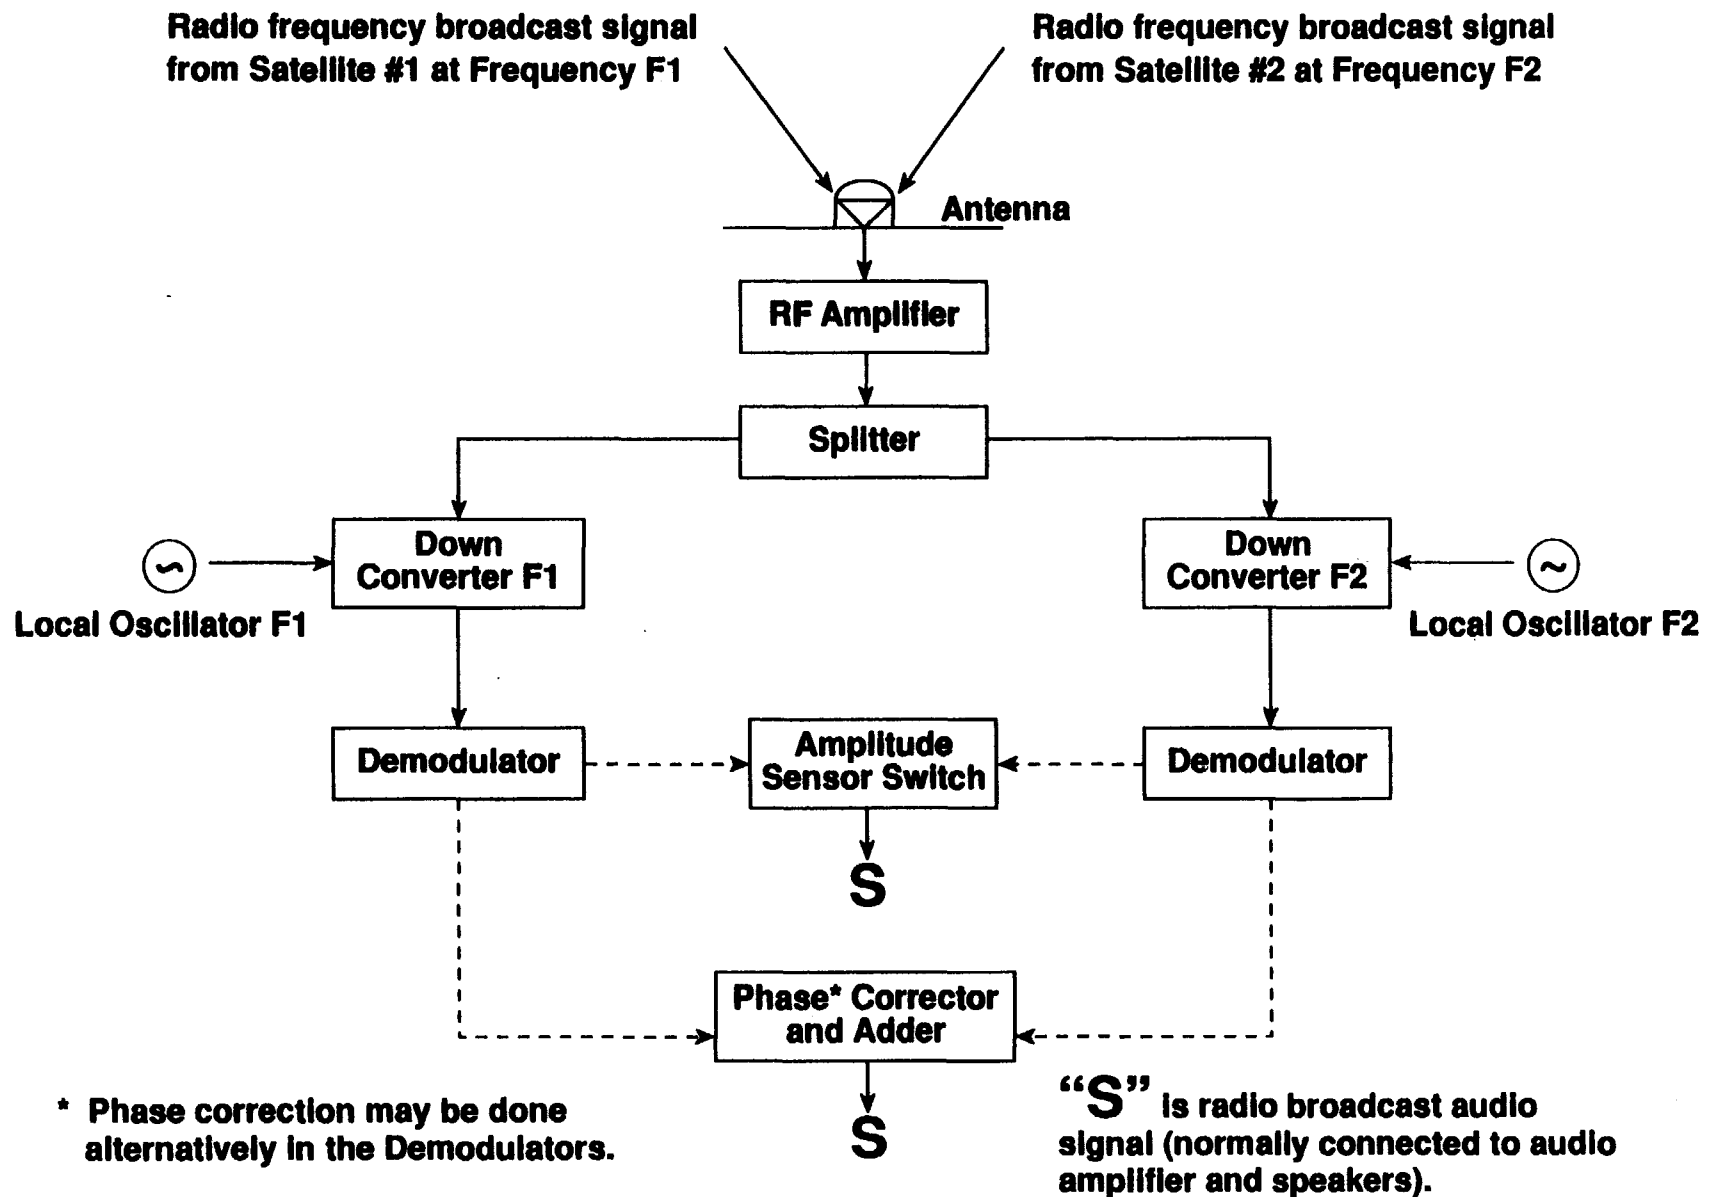 Radio frequency broadcast signal
from Satellite #1 at Frequency F1
Radio frequency broadcast signal
from Satellite #2 at Frequency F2
Antenna
RF Amplifier
Splitter
Down
Converter F1
Down
Converter F2
Local Oscillator F1
Local Oscillator F2
Demodulator
Amplitude
Sensor Switch
Demodulator
S
Phase* Corrector
and Adder
S
* Phase correction may be done
alternatively in the Demodulators.
“S” is radio broadcast audio
signal (normally connected to audio
amplifier and speakers).